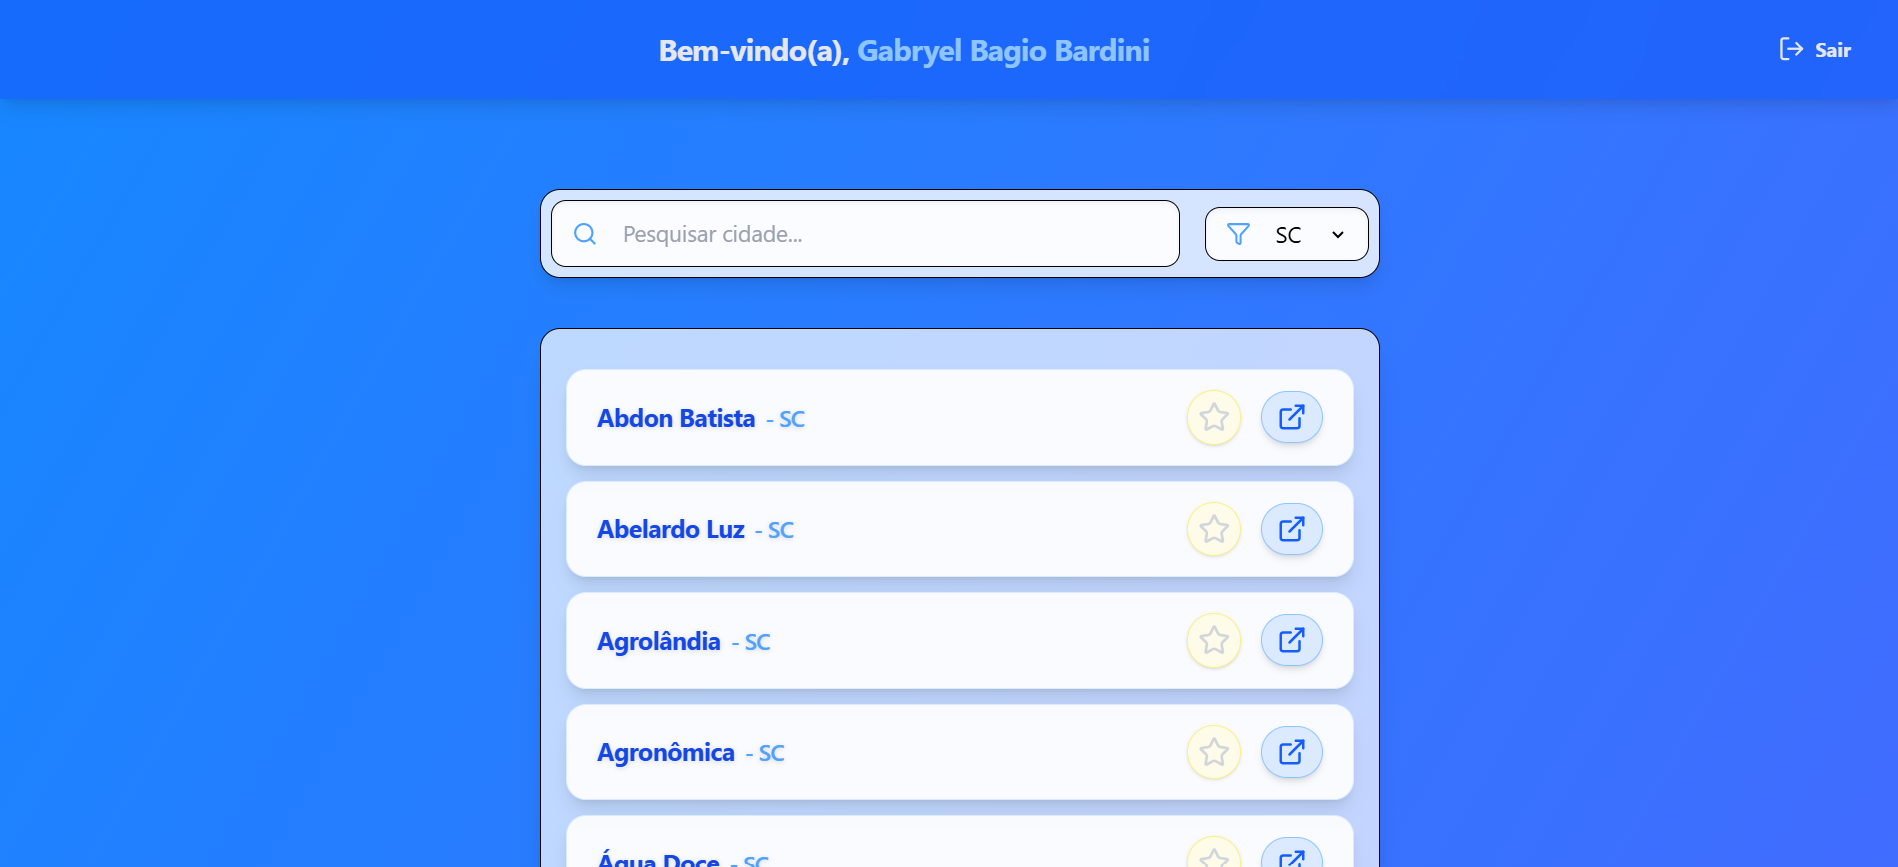 Bem-vindo(a), Gabryel Bagio Bardini
Sair
Pesquisar cidade...
SC
Abdon Batista - SC
Abelardo Luz - SC
Agrolândia - SC
Agronômica - SC
Água Doce - SC